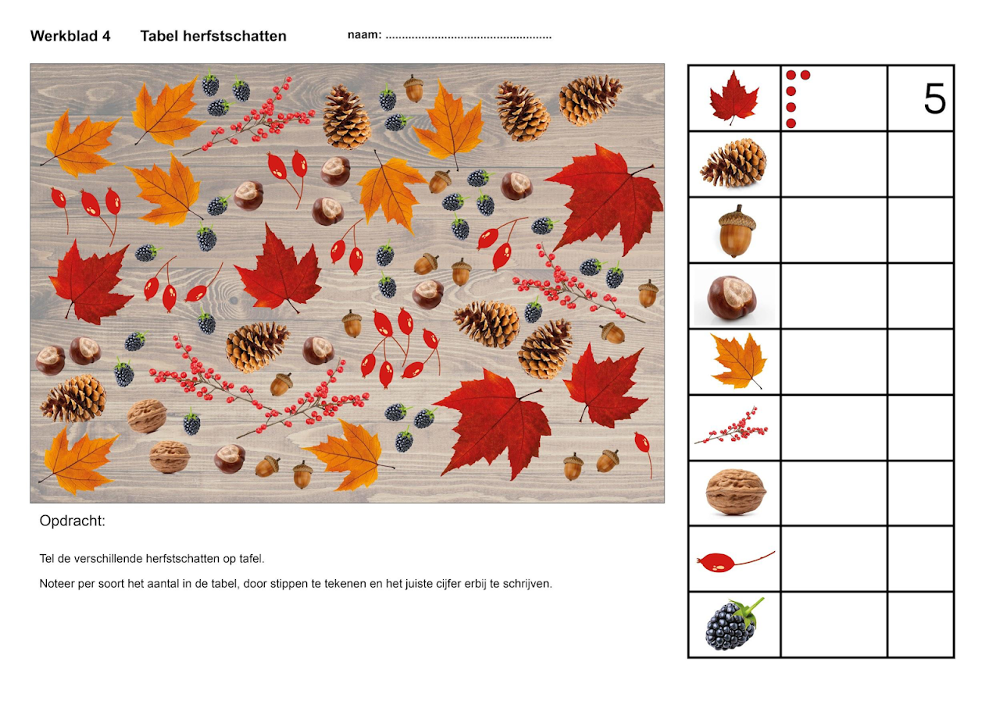 Werkblad 4 Tabel herfstschatten naam: ...................................................
5
Opdracht:
Tel de verschillende herfstschatten op tafel.
Noteer per soort het aantal in de tabel, door stippen te tekenen en het juiste cijfer erbij te schrijven.